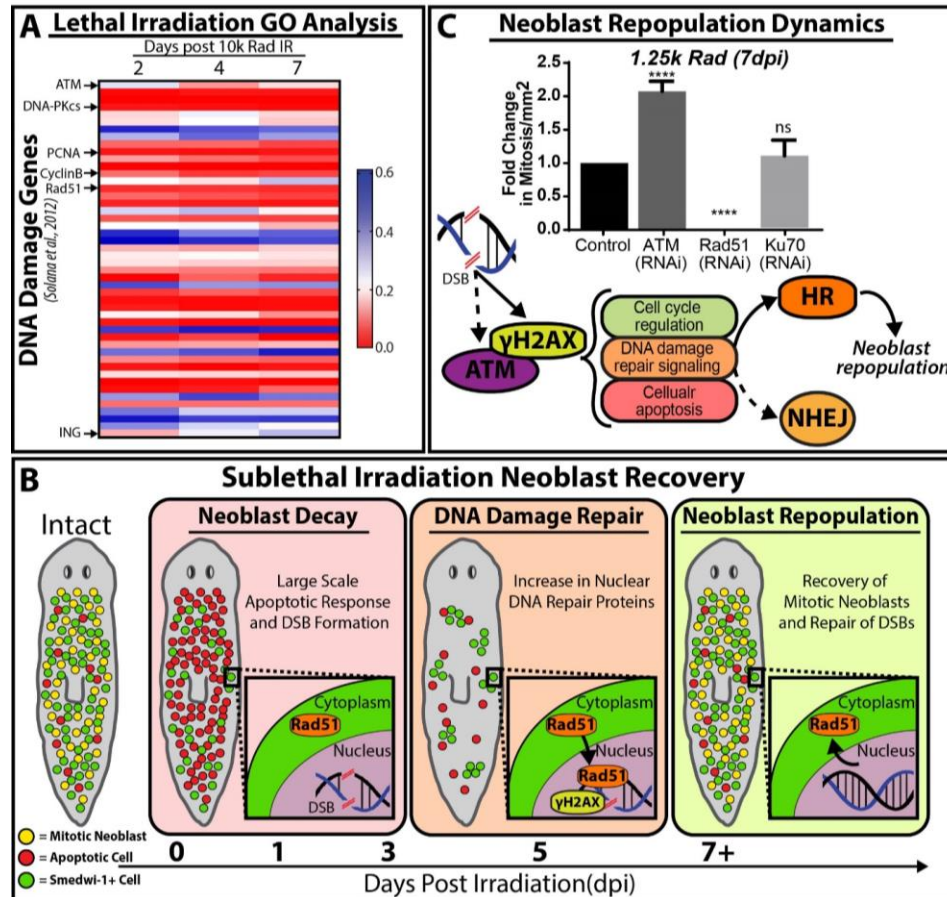 A Lethal Irradiation GO Analysis
Days post 10k Rad IR
2 4 7
ATM
DNA-PKcs
PCNA
CyclinB
Rad51
ING
DNA Damage Genes
(Solana et al., 2012)
0.6
0.4
0.2
0.0
C Neoblast Repopulation Dynamics
1.25k Rad (7dpi)
Fold Change
in Mitosis/mm2
2.5
2.0
1.5
1.0
0.5
0.0
****
****
ns
Control
ATM
(RNAi)
Rad51
(RNAi)
Ku70
(RNAi)
DSB
γH2AX
ATM
Cell cycle
regulation
DNA damage
repair signaling
Cellualr
apoptosis
HR
NHEJ
Neoblast
repopulation
B Sublethal Irradiation Neoblast Recovery
Intact
Neoblast Decay
Large Scale
Apoptotic Response
and DSB Formation
Cytoplasm
Rad51
Nucleus
DSB
DNA Damage Repair
Increase in Nuclear
DNA Repair Proteins
Cytoplasm
Rad51
Nucleus
Rad51
γH2AX
Neoblast Repopulation
Recovery of
Mitotic Neoblasts
and Repair of DSBs
Cytoplasm
Rad51
Nucleus
= Mitotic Neoblast
= Apoptotic Cell
= Smedwi-1+ Cell
0 1 3 5 7+
Days Post Irradiation(dpi)